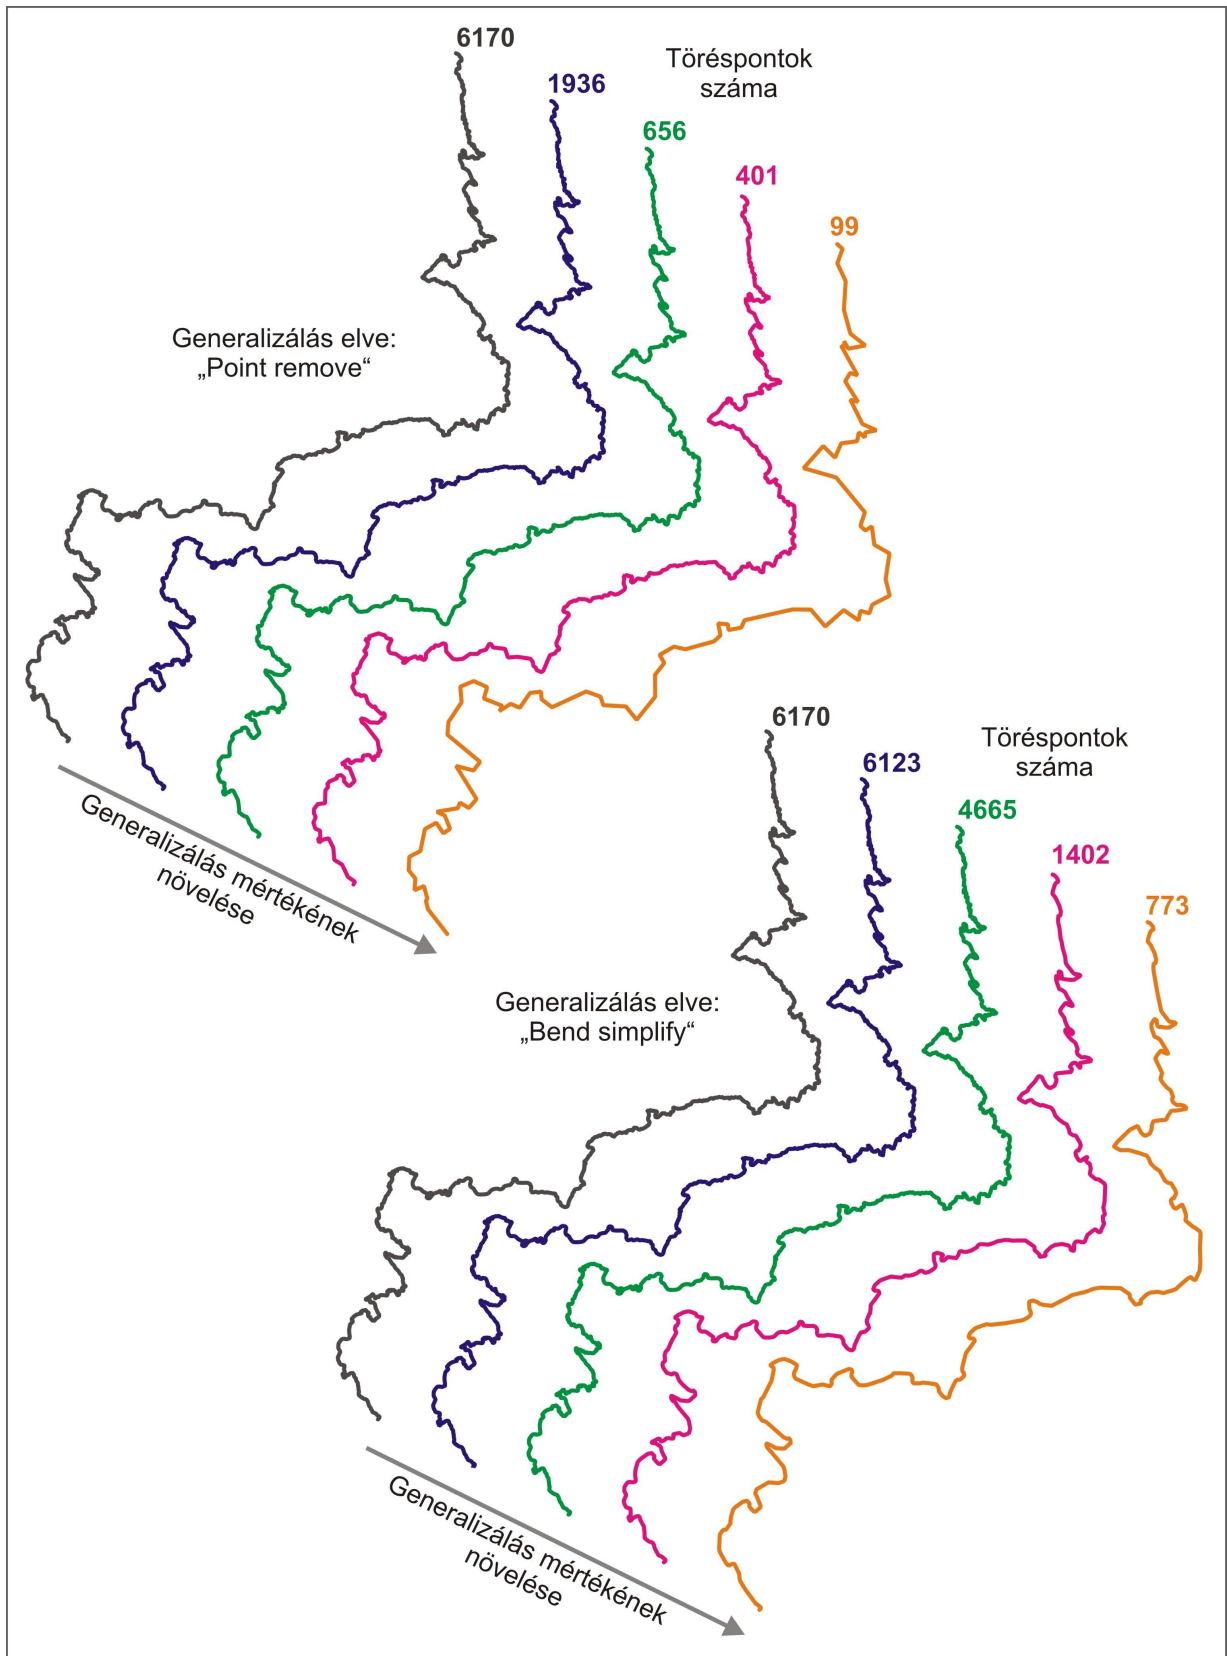 6170
Töréspontok
száma
1936
656
401
99
Generalizálás elve:
„Point remove“
Generalizálás mértékének
növelése
6170
Töréspontok
száma
6123
4665
1402
773
Generalizálás elve:
„Bend simplify“
Generalizálás mértékének
növelése